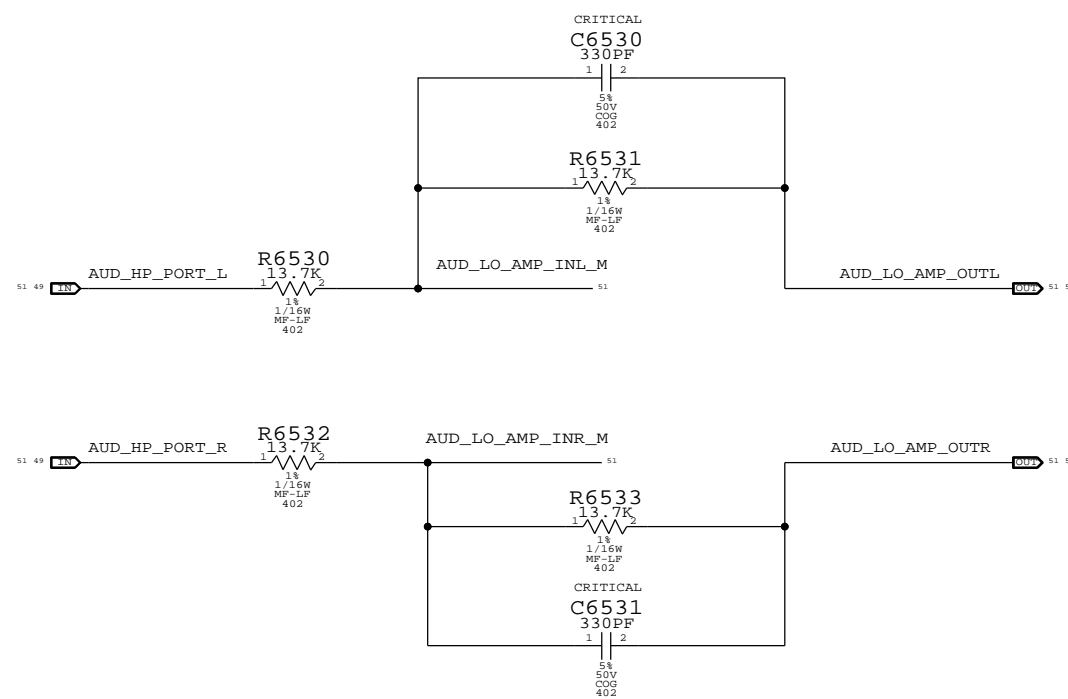 CRITICAL
C6530
330PF
1 2
5%
50V
COG
402
R6531
13.7K
1 2
1%
1/16W
MF-LF
402
R6530
AUD_HP_PORT_L
13.7K
AUD_LO_AMP_INL_M
AUD_LO_AMP_OUTL
51 49 IN
1 2
51
OUT 51
1%
1/16W
MF-LF
402
R6532
AUD_HP_PORT_R
13.7K
AUD_LO_AMP_INR_M
AUD_LO_AMP_OUTR
51 49 IN
1 2
51
OUT 51
1%
1/16W
MF-LF
402
R6533
13.7K
1 2
1%
1/16W
MF-LF
402
CRITICAL
C6531
330PF
1 2
5%
50V
COG
402